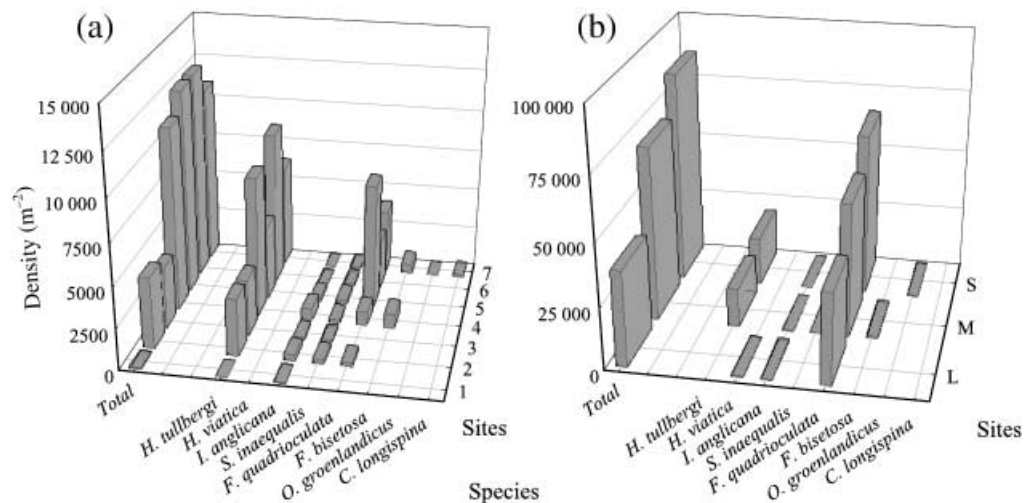 (a)
15 000
12 500
10 000
7500
5000
2500
0
Density (m⁻²)
Total
H. tullbergi
H. viatica
I. anglicana
S. inaequalis
F. quadrioculata
F. bisetosa
O. groenlandicus
C. longispina
7
6
5
4
3
2
1
Sites
Species
(b)
100 000
75 000
50 000
25 000
0
Total
H. tullbergi
H. viatica
I. anglicana
S. inaequalis
F. quadrioculata
F. bisetosa
O. groenlandicus
C. longispina
S
M
L
Sites